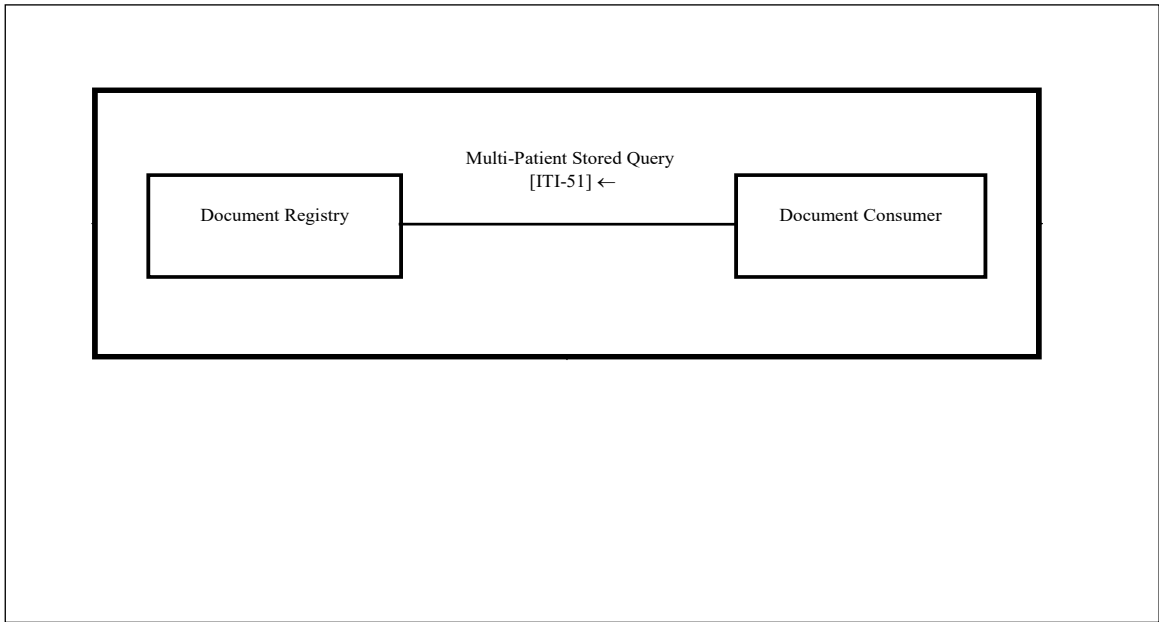 Multi-Patient Stored Query
[ITI-51] ←
Document Registry
Document Consumer